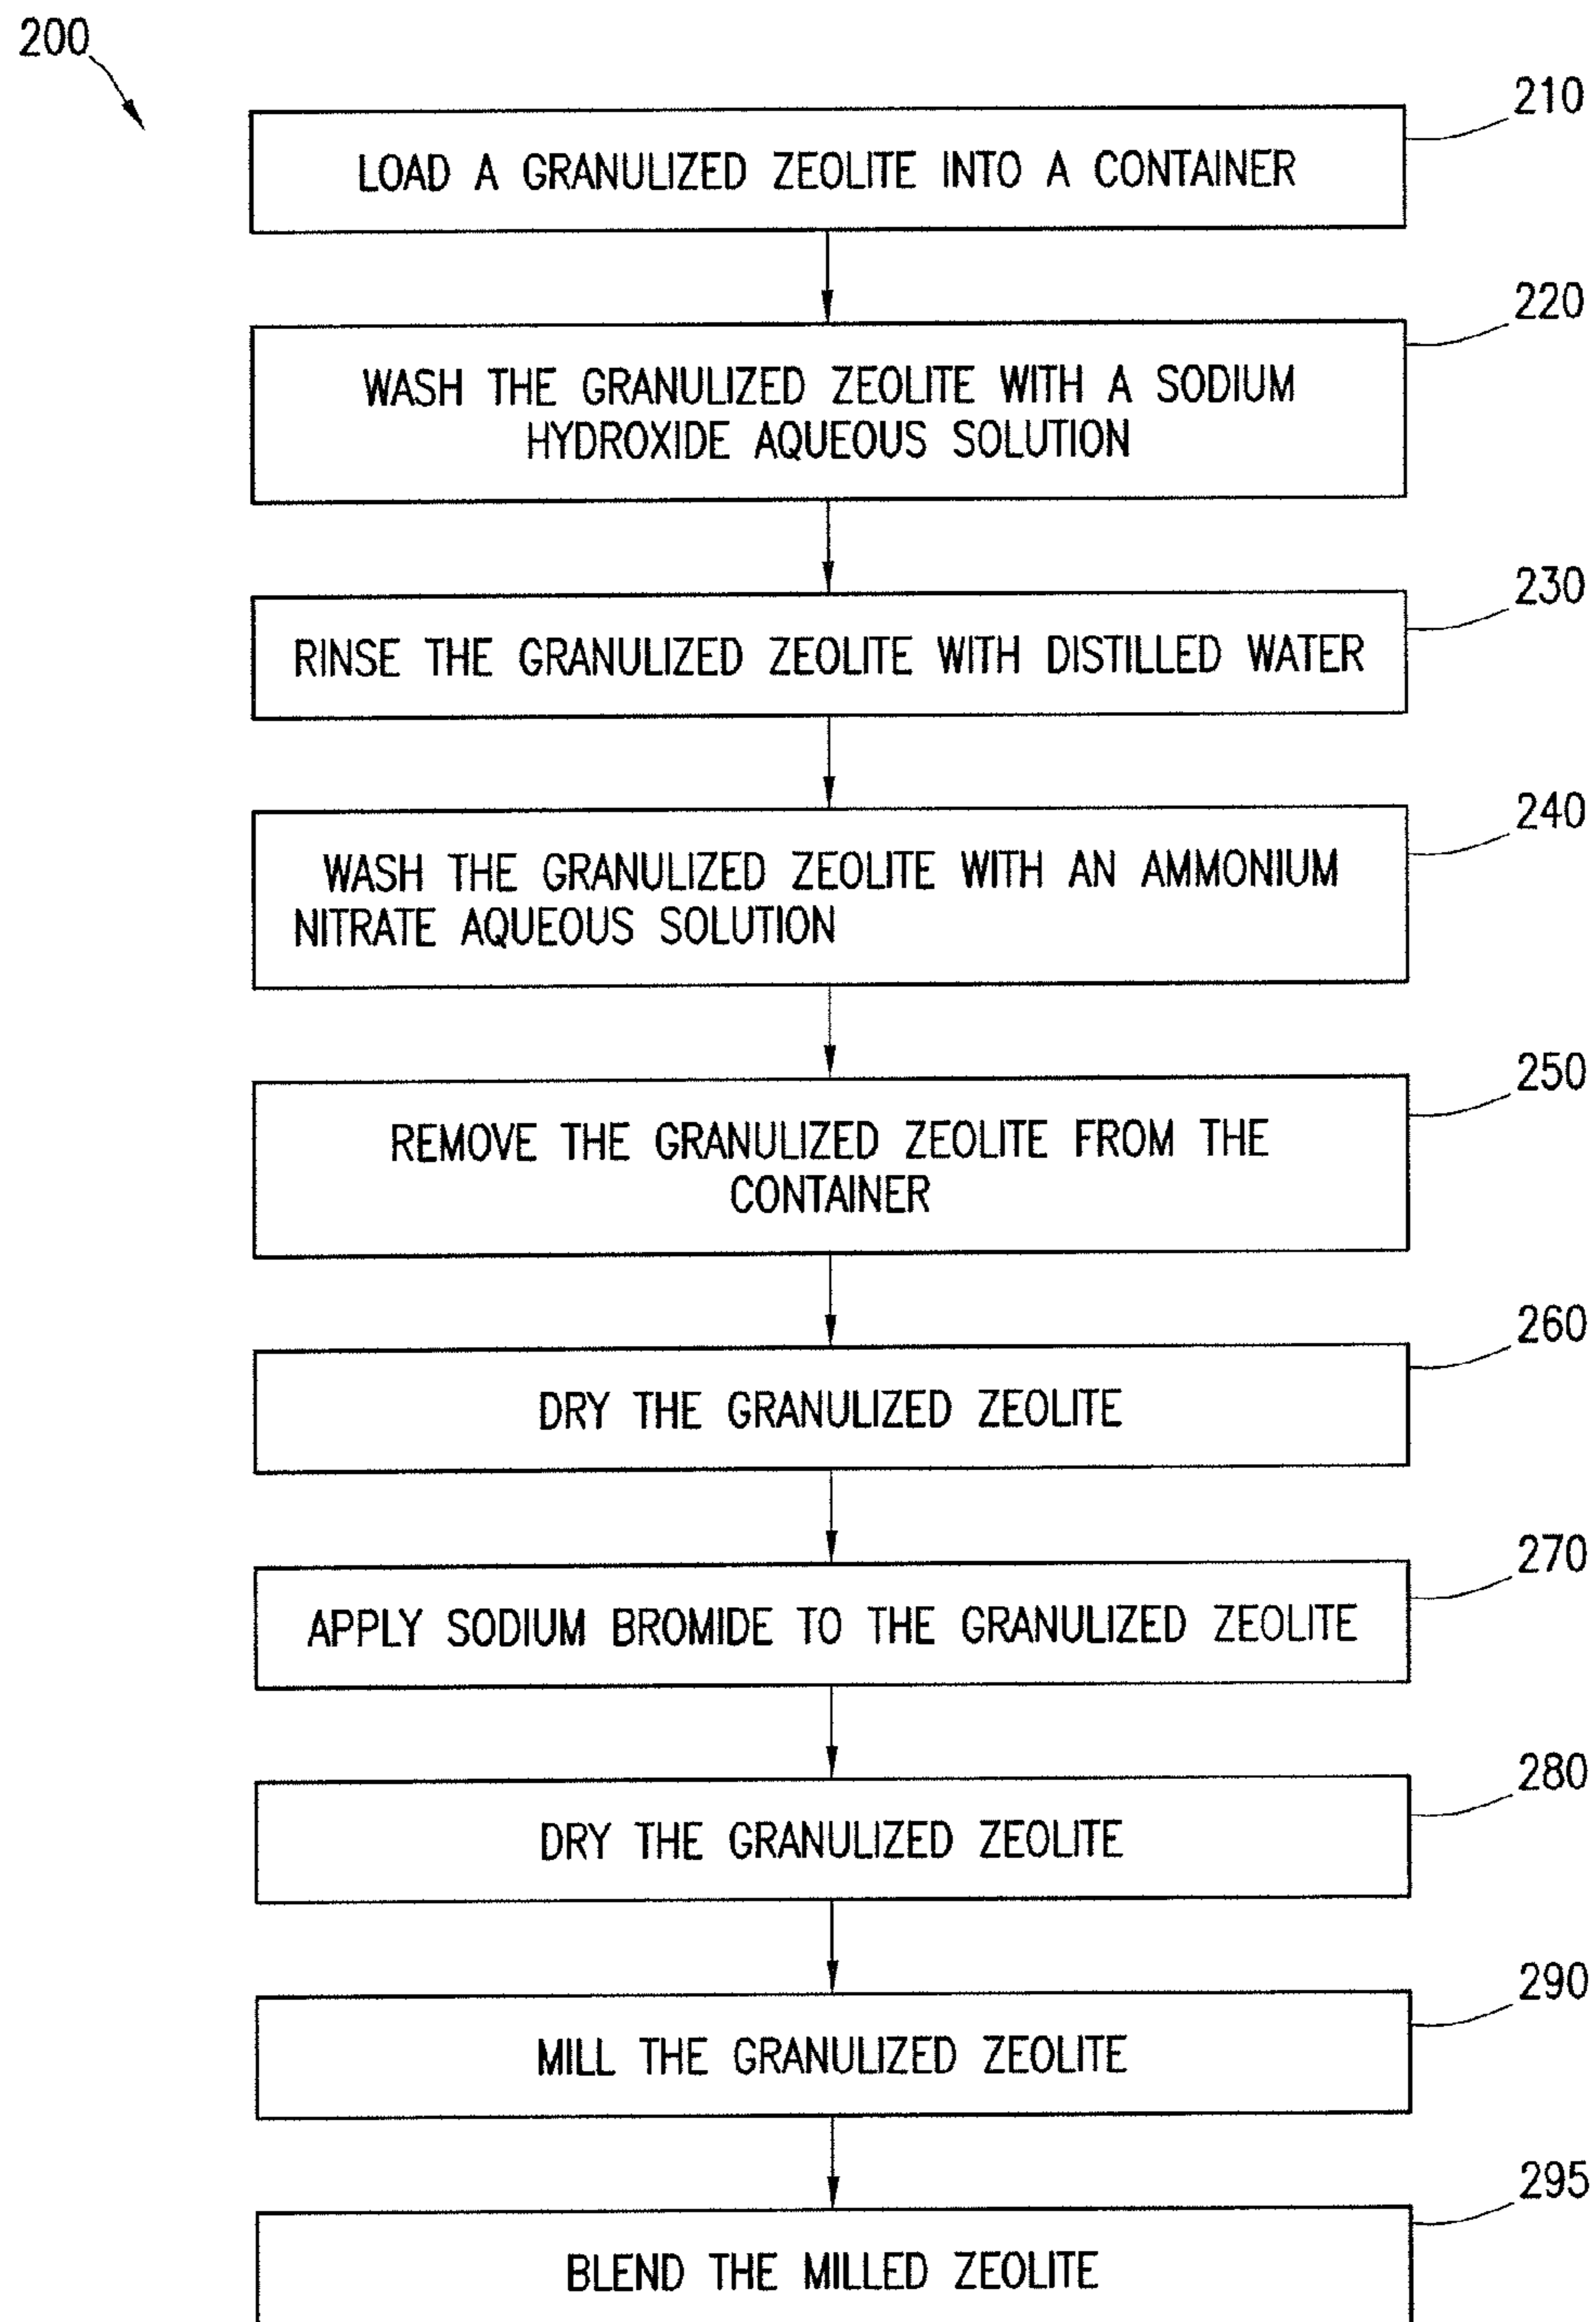 200
210
LOAD A GRANULIZED ZEOLITE INTO A CONTAINER
220
WASH THE GRANULIZED ZEOLITE WITH A SODIUM
HYDROXIDE AQUEOUS SOLUTION
230
RINSE THE GRANULIZED ZEOLITE WITH DISTILLED WATER
240
WASH THE GRANULIZED ZEOLITE WITH AN AMMONIUM
NITRATE AQUEOUS SOLUTION
250
REMOVE THE GRANULIZED ZEOLITE FROM THE
CONTAINER
260
DRY THE GRANULIZED ZEOLITE
270
APPLY SODIUM BROMIDE TO THE GRANULIZED ZEOLITE
280
DRY THE GRANULIZED ZEOLITE
290
MILL THE GRANULIZED ZEOLITE
295
BLEND THE MILLED ZEOLITE